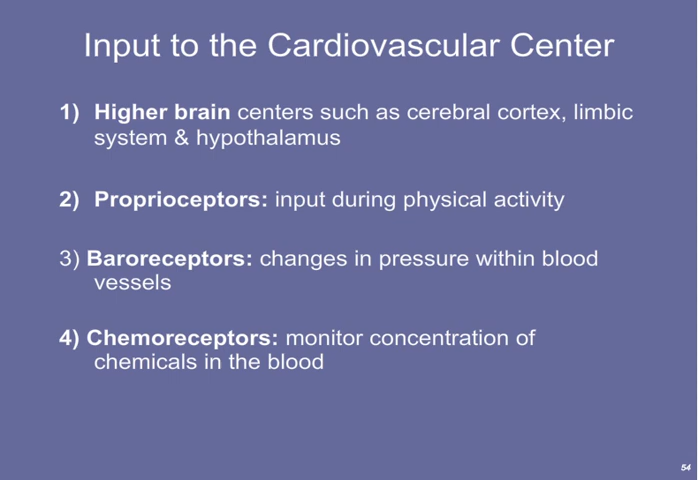 Input to the Cardiovascular Center
1) Higher brain centers such as cerebral cortex, limbic
system & hypothalamus
2) Proprioceptors: input during physical activity
3) Baroreceptors: changes in pressure within blood
vessels
4) Chemoreceptors: monitor concentration of
chemicals in the blood
54